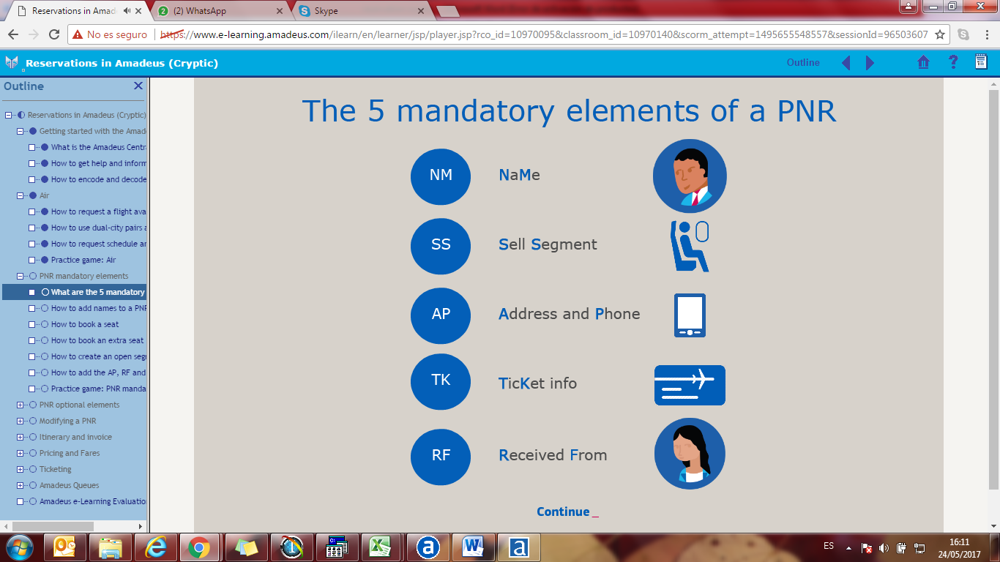 Reservations in Amad
(2) WhatsApp
Skype
No es seguro
https://www.e-learning.amadeus.com/ilearn/en/learner/jsp/player.jsp?rco_id=10970095&classroom_id=10970140&scorm_attempt=1495655548557&sessionId=96503607
Reservations in Amadeus (Cryptic)
Outline
Outline
Reservations in Amadeus (Cryptic)
Getting started with the Amad
What is the Amadeus Centr
How to get help and inform
How to encode and decode
Air
How to request a flight ava
How to use dual-city pairs a
How to request schedule an
Practice game: Air
PNR mandatory elements
What are the 5 mandatory
How to add names to a PNR
How to book a seat
How to book an extra seat
How to create an open seg
How to add the AP, RF and
Practice game: PNR manda
PNR optional elements
Modifying a PNR
Itinerary and invoice
Pricing and Fares
Ticketing
Amadeus Queues
Amadeus e-Learning Evaluatio
The 5 mandatory elements of a PNR
NM NaMe
SS Sell Segment
AP Address and Phone
TK TicKet info
RF Received From
Continue _
ES
16:11
24/05/2017